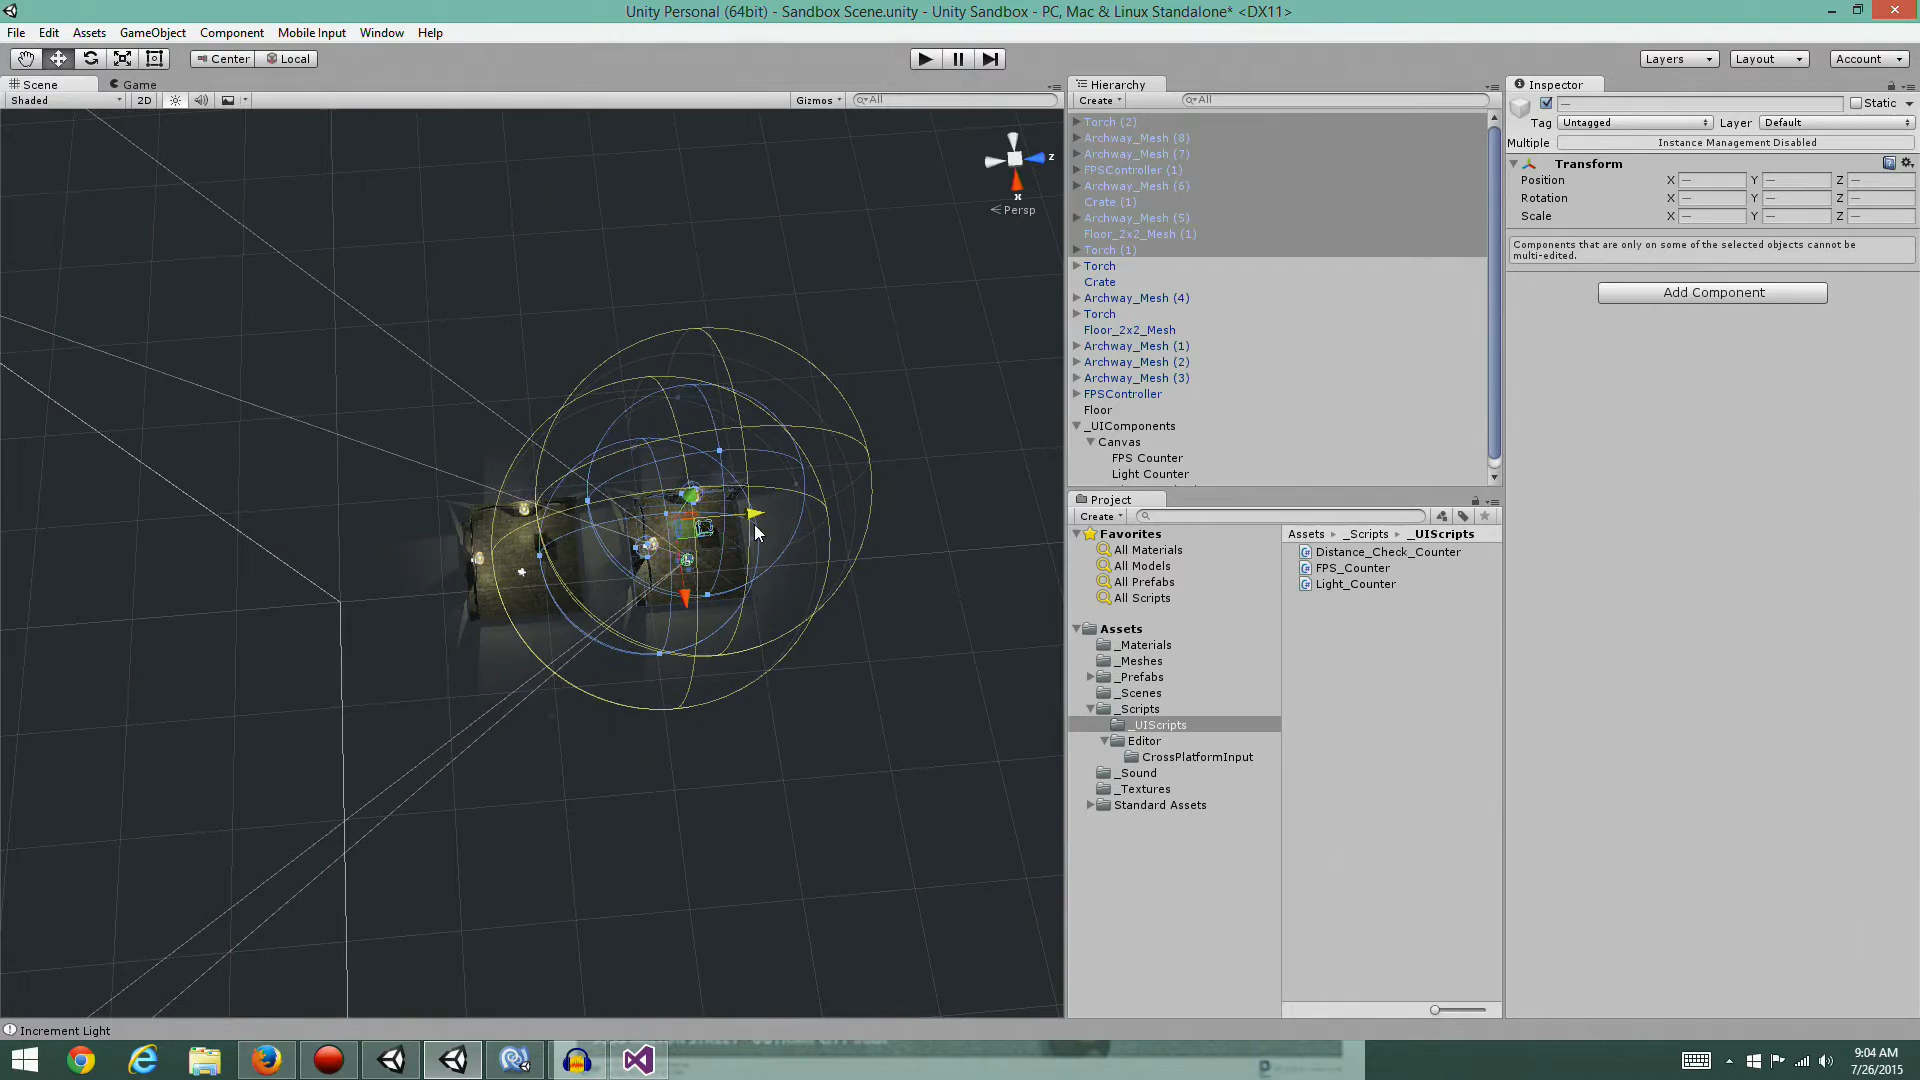 Unity Personal (64bit) - Sandbox Scene.unity - Unity Sandbox - PC, Mac & Linux Standalone* <DX11>
File Edit Assets GameObject Component Mobile Input Window Help
Center Local
Layers Layout Account
Scene Game
Shaded 2D Gizmos All
z
x
Persp
Hierarchy
Create All
Torch (2)
Archway_Mesh (8)
Archway_Mesh (7)
FPSController (1)
Archway_Mesh (6)
Crate (1)
Archway_Mesh (5)
Floor_2x2_Mesh (1)
Torch (1)
Torch
Crate
Archway_Mesh (4)
Torch
Floor_2x2_Mesh
Archway_Mesh (1)
Archway_Mesh (2)
Archway_Mesh (3)
FPSController
Floor
_UIComponents
Canvas
FPS Counter
Light Counter
Project
Create
Favorites
All Materials
All Models
All Prefabs
All Scripts
Assets
_Materials
_Meshes
_Prefabs
_Scenes
_Scripts
_UIScripts
Editor
CrossPlatformInput
_Sound
_Textures
Standard Assets
Assets _Scripts _UIScripts
Distance_Check_Counter
FPS_Counter
Light_Counter
Inspector
— Static
Tag Untagged Layer Default
Multiple Instance Management Disabled
Transform
Position X — Y — Z —
Rotation X — Y — Z —
Scale X — Y — Z —
Components that are only on some of the selected objects cannot be
multi-edited.
Add Component
Increment Light
9:04 AM
7/26/2015